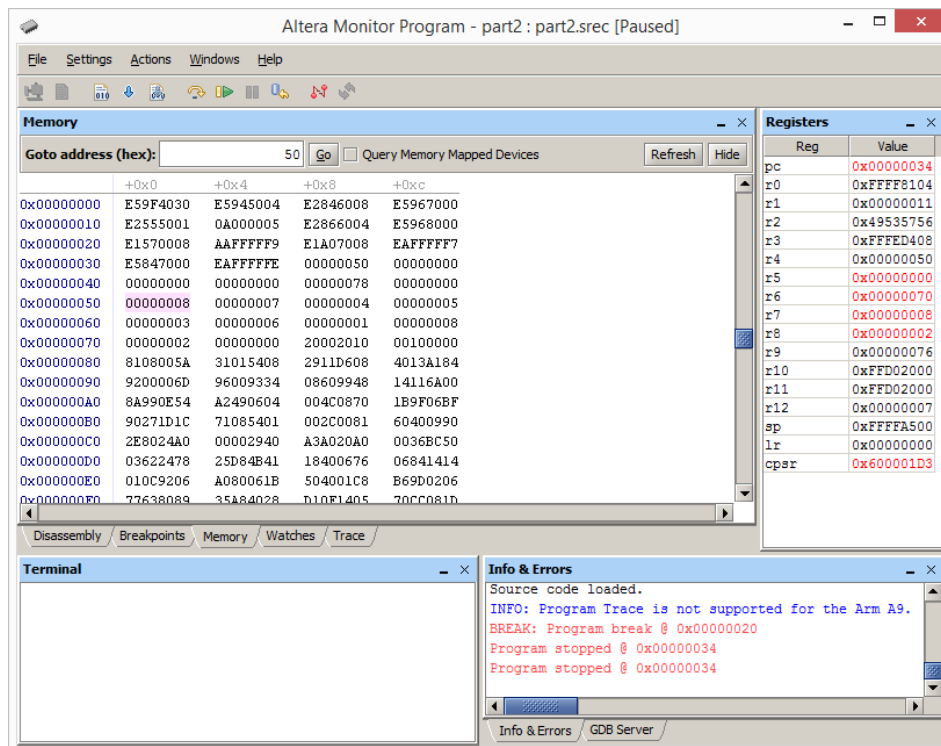 Altera Monitor Program - part2 : part2.srec [Paused]
File Settings Actions Windows Help
Memory
Goto address (hex): 50 Go Query Memory Mapped Devices Refresh Hide
+0x0 +0x4 +0x8 +0xc
0x00000000 E59F4030 E5945004 E2846008 E5967000
0x00000010 E2555001 0A000005 E2866004 E5968000
0x00000020 E1570008 AAFFFFF9 E1A07008 EAFFFFF7
0x00000030 E5847000 EAFFFFFE 00000050 00000000
0x00000040 00000000 00000000 00000078 00000000
0x00000050 00000008 00000007 00000004 00000005
0x00000060 00000003 00000006 00000001 00000008
0x00000070 00000002 00000000 20002010 00100000
0x00000080 8108005A 31015408 2911D608 4013A184
0x00000090 9200006D 96009334 08609948 14116A00
0x000000A0 8A990E54 A2490604 004C0870 1B9F06BF
0x000000B0 90271D1C 71085401 002C0081 60400990
0x000000C0 2E8024A0 00002940 A3A020A0 0036BC50
0x000000D0 03622478 25D84B41 18400676 06841414
0x000000E0 010C9206 A080061B 504001C8 B69D0206
0x000000F0 77638089 35A84028 D10F1405 70CC081D
Disassembly Breakpoints Memory Watches Trace
Registers
Reg Value
pc 0x00000034
r0 0xFFFF8104
r1 0x00000011
r2 0x49535756
r3 0xFFFED408
r4 0x00000050
r5 0x00000000
r6 0x00000070
r7 0x00000008
r8 0x00000002
r9 0x00000076
r10 0xFFD02000
r11 0xFFD02000
r12 0x00000007
sp 0xFFFFA500
lr 0x00000000
cpsr 0x600001D3
Terminal
Info & Errors
Source code loaded.
INFO: Program Trace is not supported for the Arm A9.
BREAK: Program break @ 0x00000020
Program stopped @ 0x00000034
Program stopped @ 0x00000034
Info & Errors GDB Server